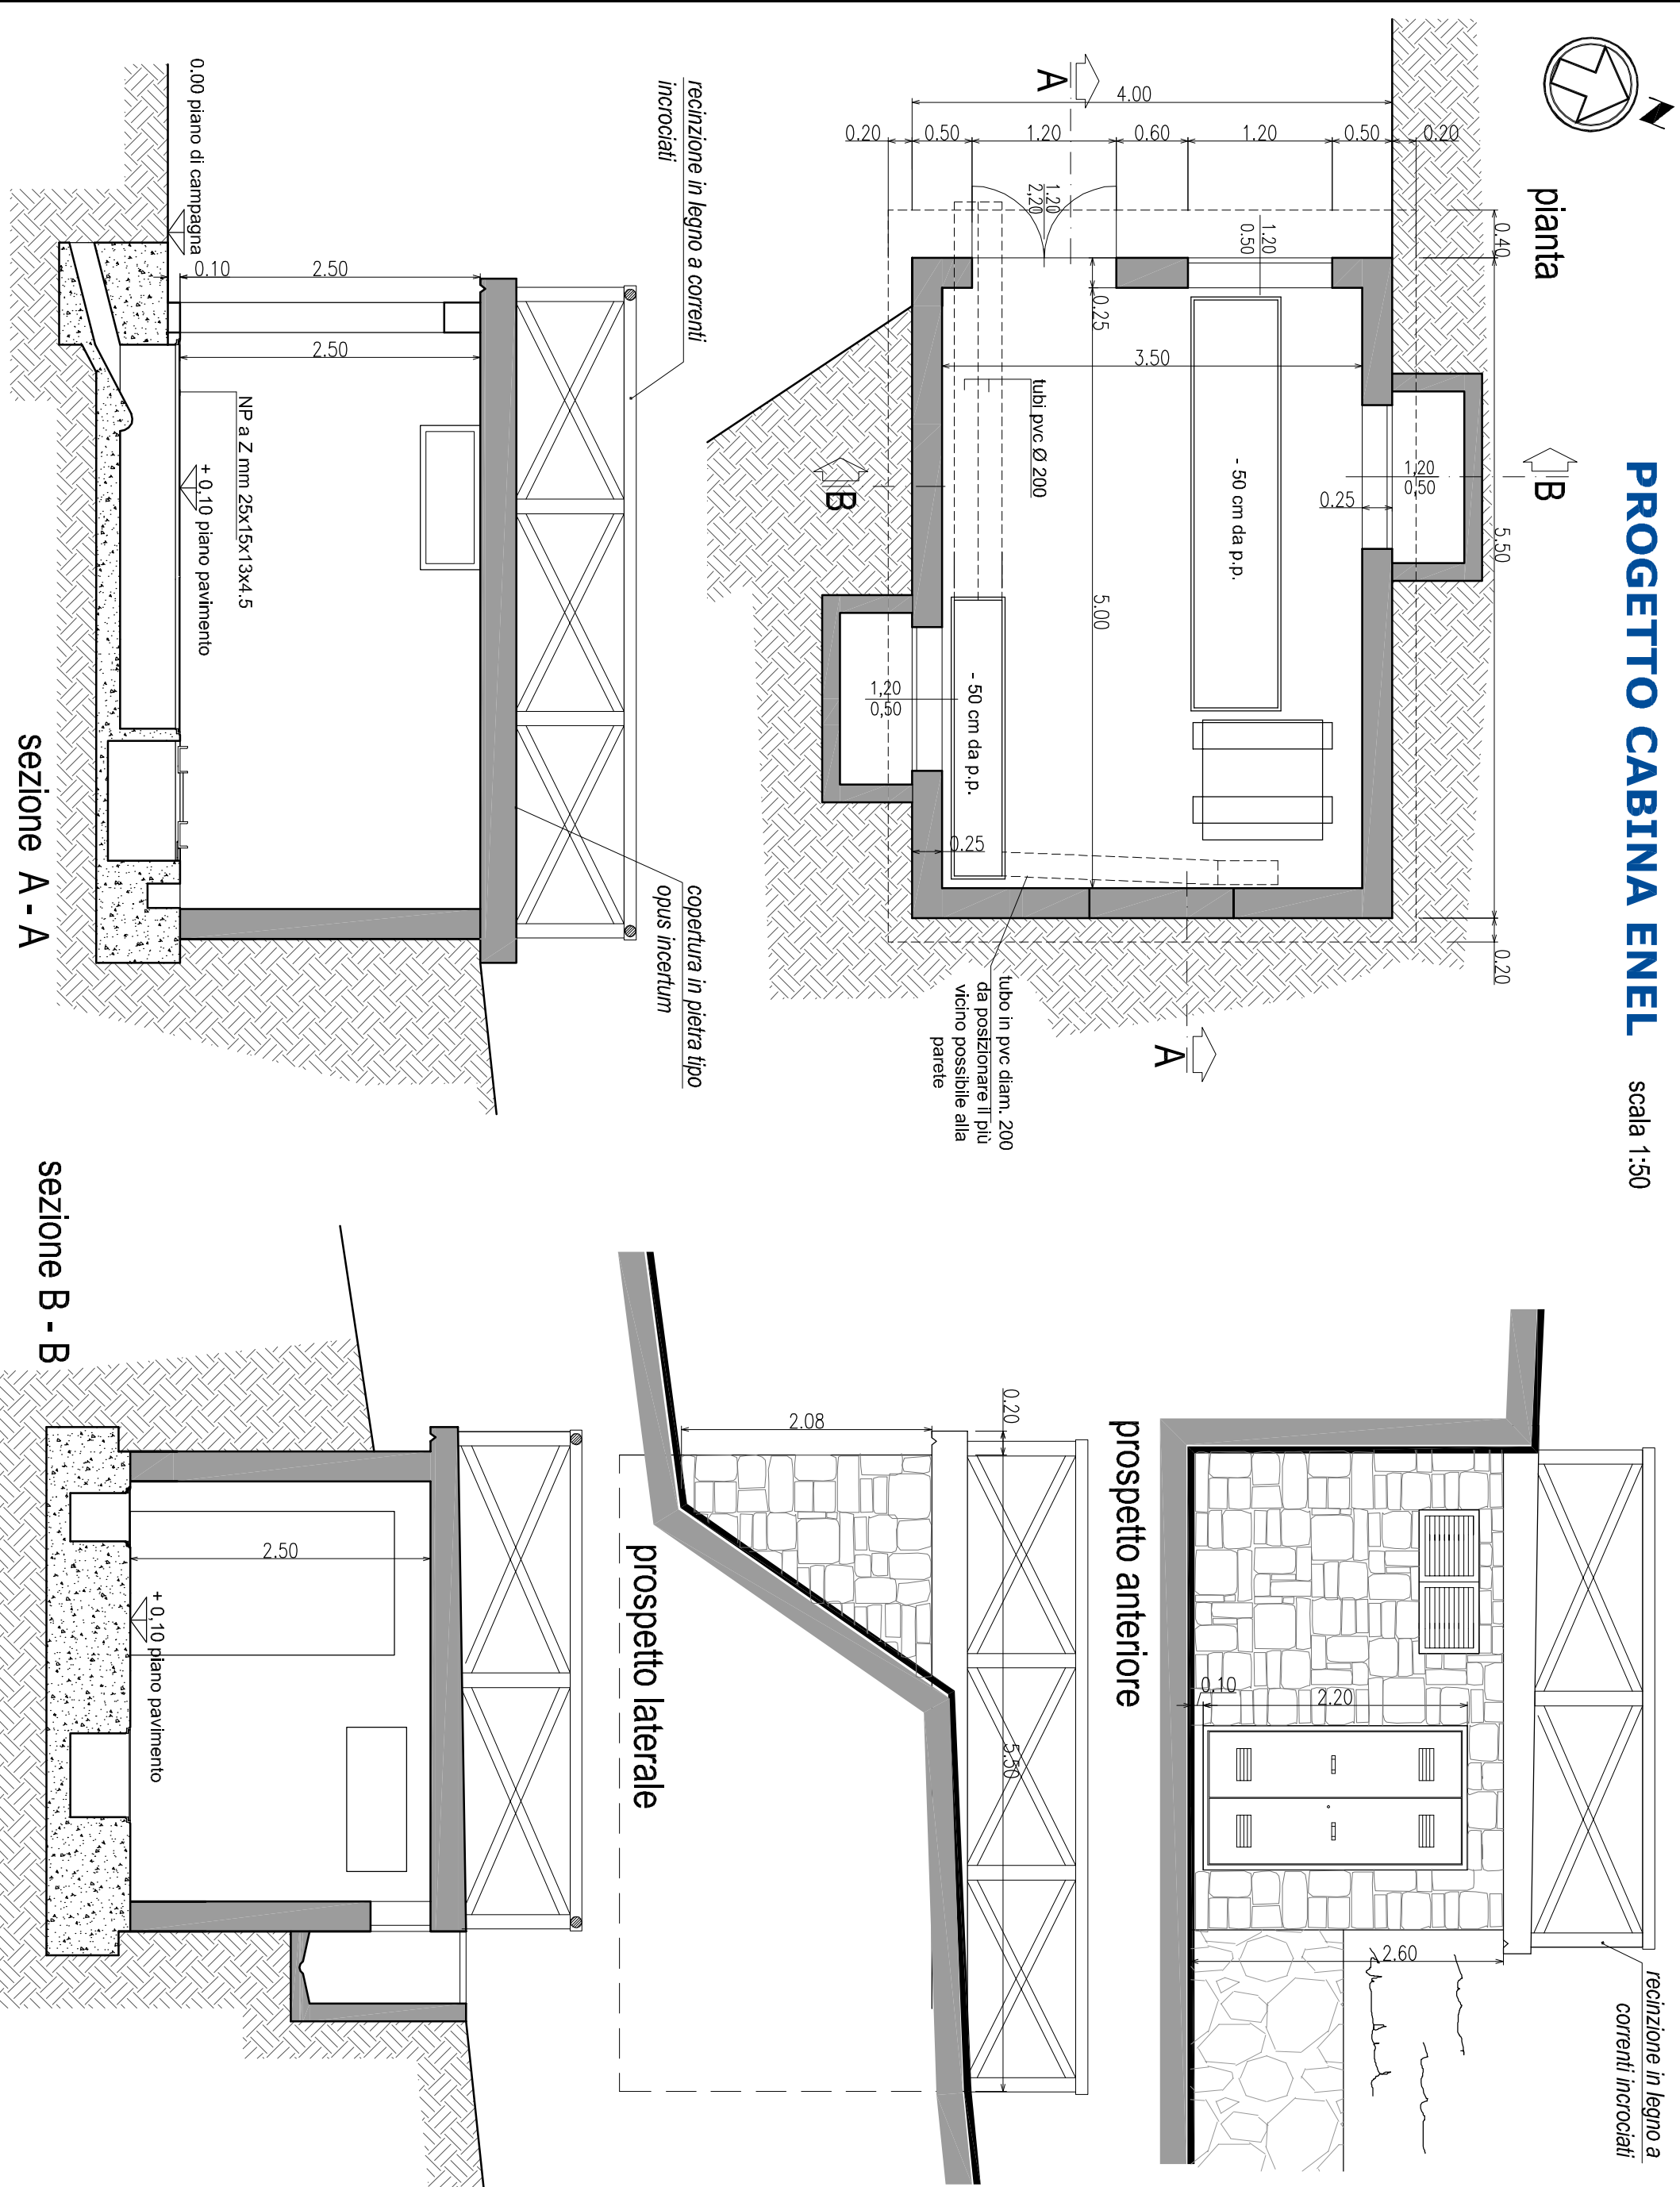 PROGETTO CABINA ENEL
scala 1:50
N
pianta
0.40
5.50
0.20
B
A
4.00
0.20
0.50
1.20
0.60
1.20
0.50
0.20
1.20
2,20
1.20
0.50
1,20
0,50
0.25
0.25
3.50
- 50 cm da p.p.
tubi pvc Ø 200
5.00
B
1,20
0,50
- 50 cm da p.p.
0.25
A
tubo in pvc diam. 200
da posizionare il più
vicino possibile alla
parete
recinzione in legno a correnti
incrociati
copertura in pietra tipo
opus incertum
0.10
2.50
2.50
0.00 piano di campagna
NP a Z mm 25x15x13x4.5
+ 0,10 piano pavimento
sezione A - A
recinzione in legno a
correnti incrociati
0,10
2.20
2.60
prospetto anteriore
0.20
5.50
2.08
prospetto laterale
2.50
+ 0,10 piano pavimento
sezione B - B